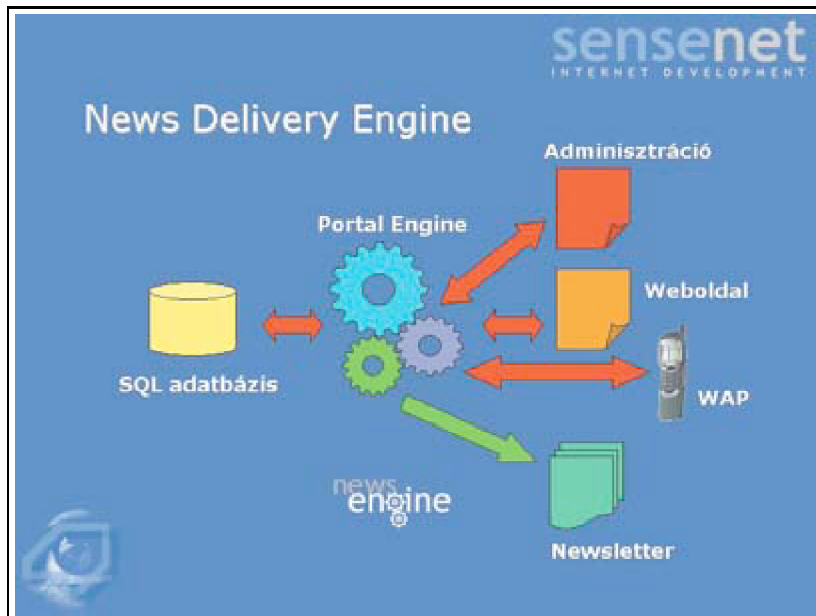 sensenet
INTERNET DEVELOPMENT
News Delivery Engine
Adminisztráció
Portal Engine
Weboldal
SQL adatbázis
WAP
news
engine
Newsletter